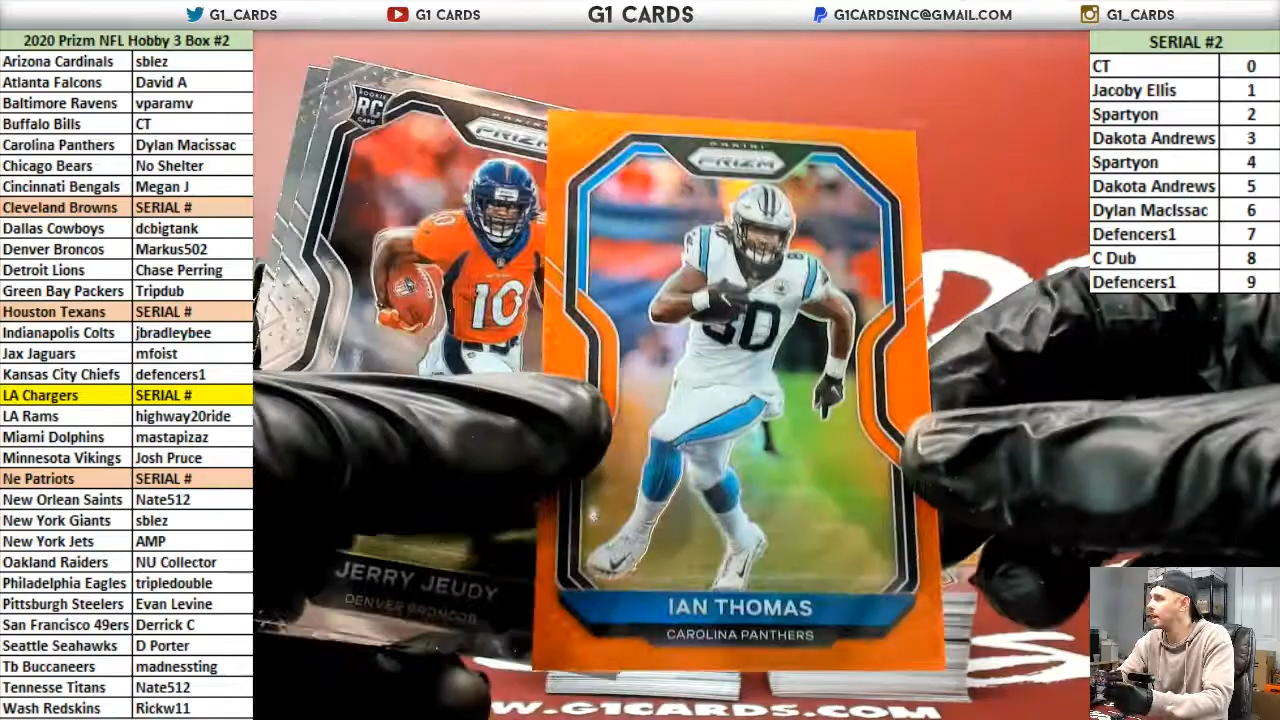 G1_CARDS
G1 CARDS
G1 CARDS
G1CARDSINC@GMAIL.COM
G1_CARDS
2020 Prizm NFL Hobby 3 Box #2
Arizona Cardinals sblez
Atlanta Falcons David A
Baltimore Ravens vparamv
Buffalo Bills CT
Carolina Panthers Dylan Macissac
Chicago Bears No Shelter
Cincinnati Bengals Megan J
Cleveland Browns SERIAL #
Dallas Cowboys dcbigtank
Denver Broncos Markus502
Detroit Lions Chase Perring
Green Bay Packers Tripdub
Houston Texans SERIAL #
Indianapolis Colts jbradleybee
Jax Jaguars mfoist
Kansas City Chiefs defencers1
LA Chargers SERIAL #
LA Rams highway20ride
Miami Dolphins mastapizaz
Minnesota Vikings Josh Pruce
Ne Patriots SERIAL #
New Orlean Saints Nate512
New York Giants sblez
New York Jets AMP
Oakland Raiders NU Collector
Philadelphia Eagles tripledouble
Pittsburgh Steelers Evan Levine
San Francisco 49ers Derrick C
Seattle Seahawks D Porter
Tb Buccaneers madnessting
Tennesse Titans Nate512
Wash Redskins Rickw11
ROOKIE
RC
CARD
PRIZM
10
10
JERRY JEUDY
DENVER BRONCOS
PANINI
PRIZM
80
80
IAN THOMAS
CAROLINA PANTHERS
WWW.G1CARDS.COM
SERIAL #2
CT 0
Jacoby Ellis 1
Spartyon 2
Dakota Andrews 3
Spartyon 4
Dakota Andrews 5
Dylan MacIssac 6
Defencers1 7
C Dub 8
Defencers1 9